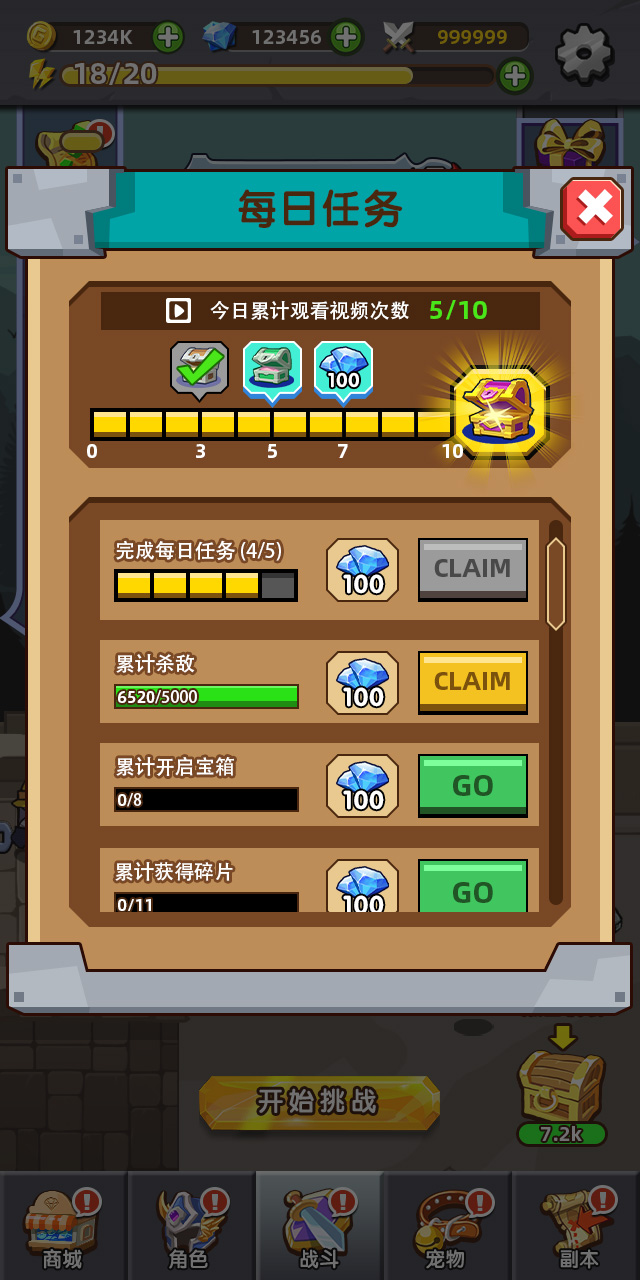 1234K 123456 999999
18/20
每日任务
今日累计观看视频次数 5/10
100
0 3 5 7 10
完成每日任务(4/5)
100
CLAIM
累计杀敌
6520/5000
100
CLAIM
累计开启宝箱
0/8
100
GO
累计获得碎片
0/11
100
GO
开始挑战
7.2k
商城 角色 战斗 宠物 副本